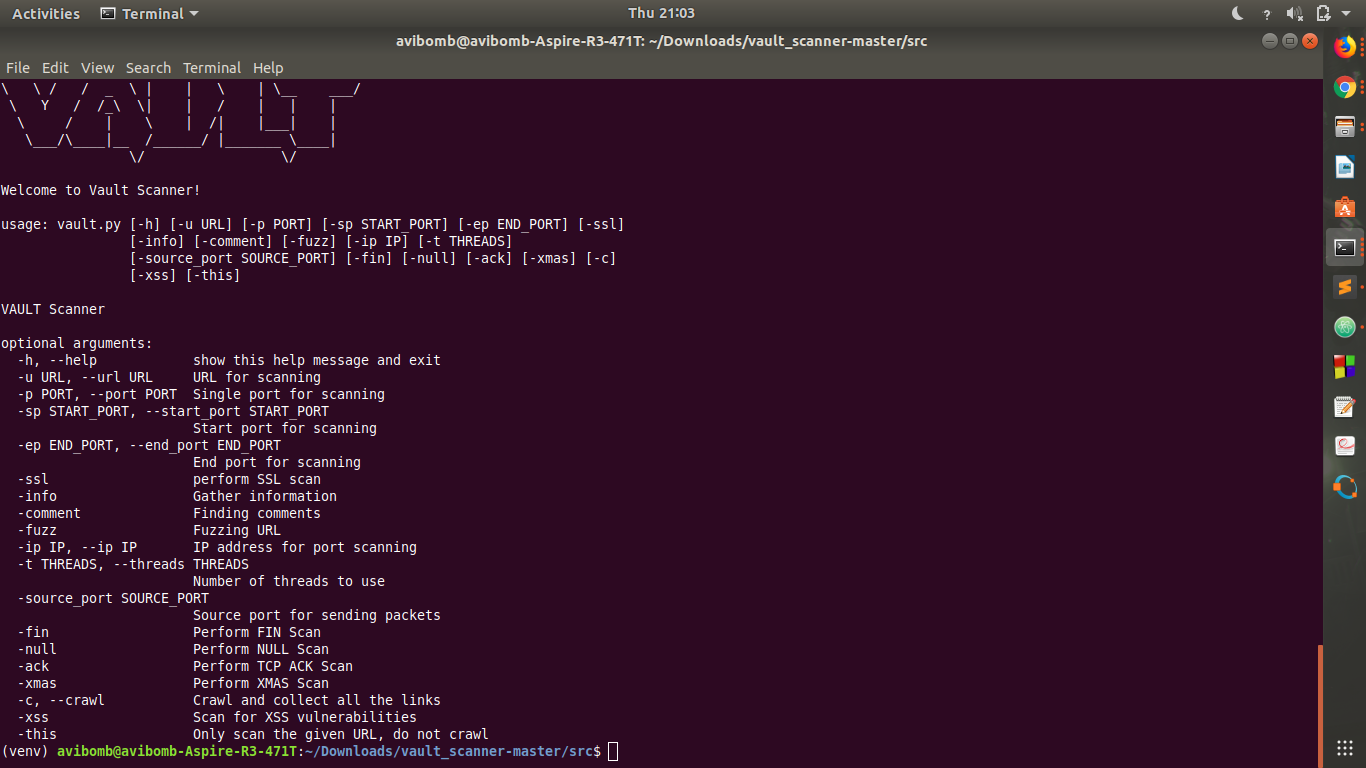 Activities Terminal Thu 21:03 ?
avibomb@avibomb-Aspire-R3-471T: ~/Downloads/vault_scanner-master/src
File Edit View Search Terminal Help
\   \ /   /  _  \ |    |   \    | \__    ___/
 \   Y   /  /_\  \|    |   /    |   |    |
  \     /    |    \    |  /|    |___|    |
   \___/\____|__  /______/ |_______ \____|
                \/                 \/
Welcome to Vault Scanner!
usage: vault.py [-h] [-u URL] [-p PORT] [-sp START_PORT] [-ep END_PORT] [-ssl]
                [-info] [-comment] [-fuzz] [-ip IP] [-t THREADS]
                [-source_port SOURCE_PORT] [-fin] [-null] [-ack] [-xmas] [-c]
                [-xss] [-this]
VAULT Scanner
optional arguments:
  -h, --help            show this help message and exit
  -u URL, --url URL     URL for scanning
  -p PORT, --port PORT  Single port for scanning
  -sp START_PORT, --start_port START_PORT
                        Start port for scanning
  -ep END_PORT, --end_port END_PORT
                        End port for scanning
  -ssl                  perform SSL scan
  -info                 Gather information
  -comment              Finding comments
  -fuzz                 Fuzzing URL
  -ip IP, --ip IP       IP address for port scanning
  -t THREADS, --threads THREADS
                        Number of threads to use
  -source_port SOURCE_PORT
                        Source port for sending packets
  -fin                  Perform FIN Scan
  -null                 Perform NULL Scan
  -ack                  Perform TCP ACK Scan
  -xmas                 Perform XMAS Scan
  -c, --crawl           Crawl and collect all the links
  -xss                  Scan for XSS vulnerabilities
  -this                 Only scan the given URL, do not crawl
(venv) avibomb@avibomb-Aspire-R3-471T:~/Downloads/vault_scanner-master/src$